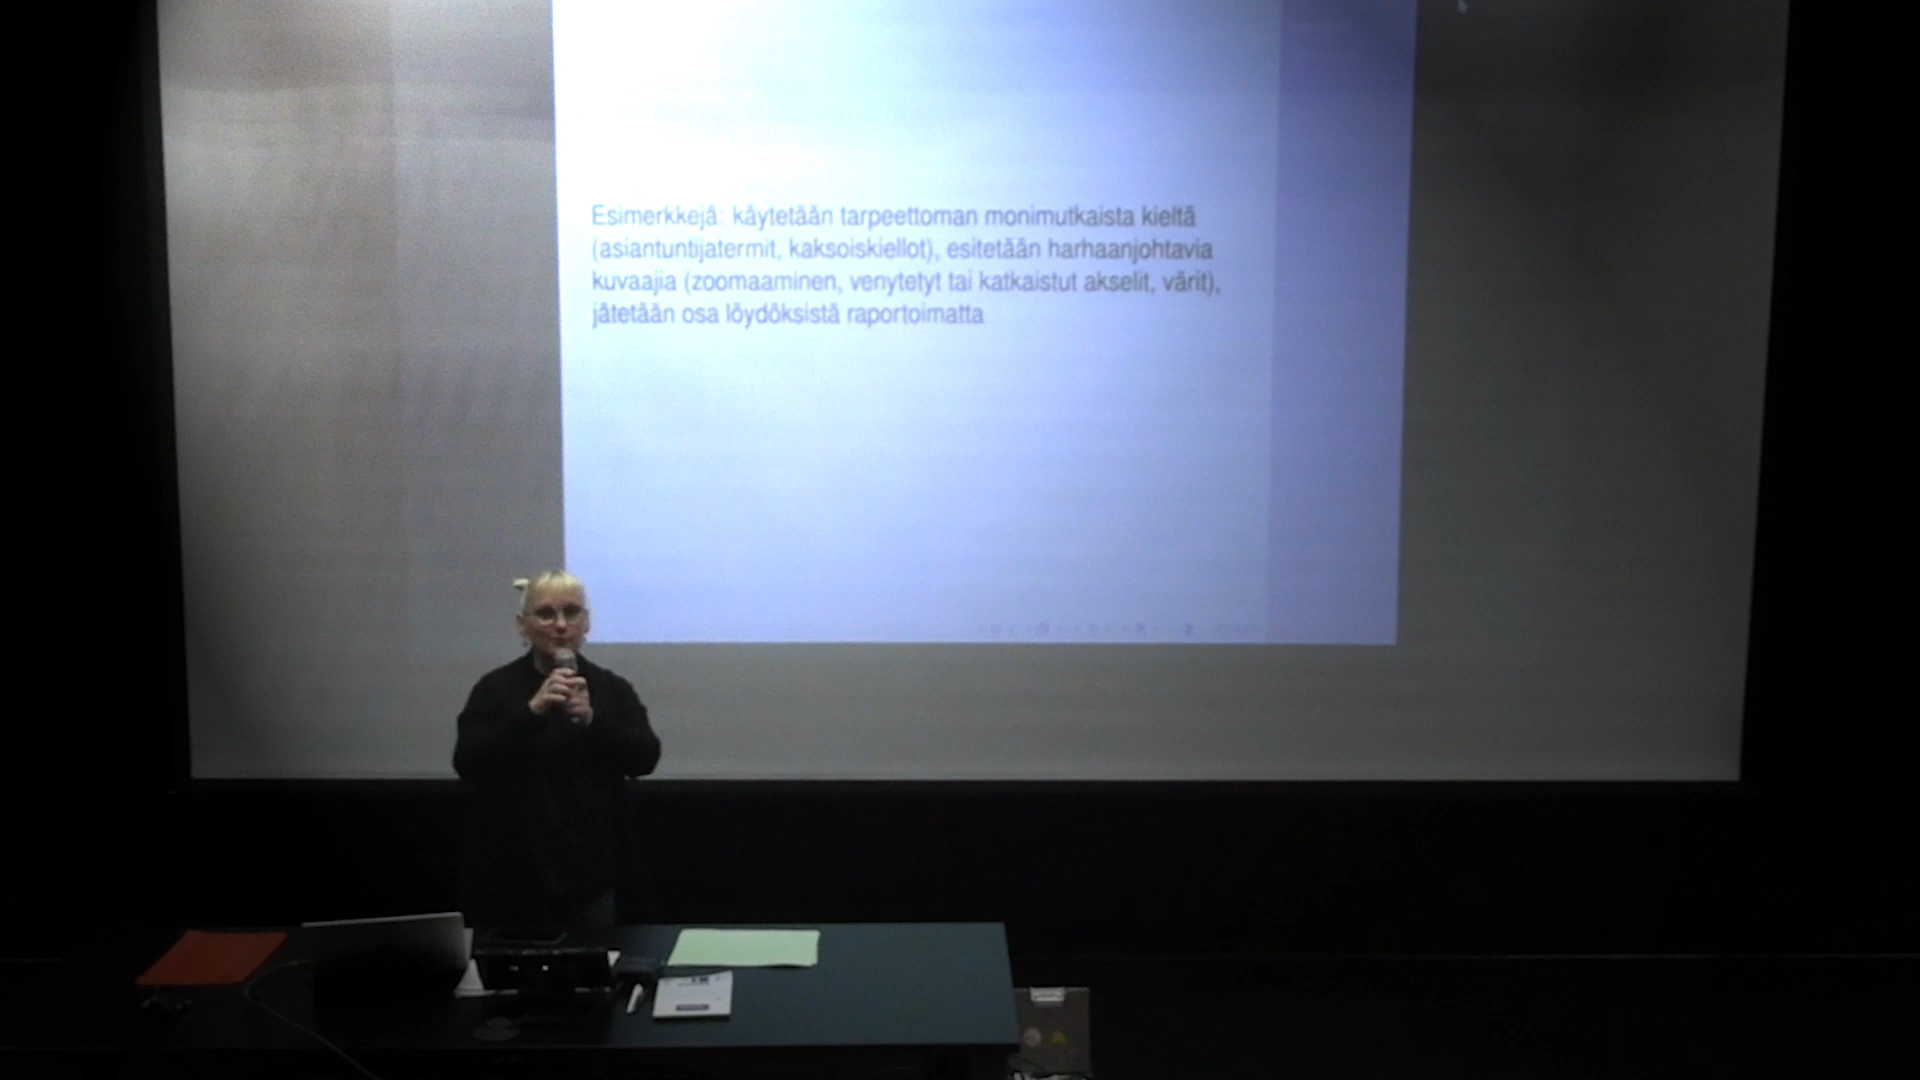 Esimerkkejä: käytetään tarpeettoman monimutkaista kieltä
(asiantuntijatermit, kaksoiskiellot), esitetään harhaanjohtavia
kuvaajia (zoomaaminen, venytetyt tai katkaistut akselit, värit),
jätetään osa löydöksistä raportoimatta